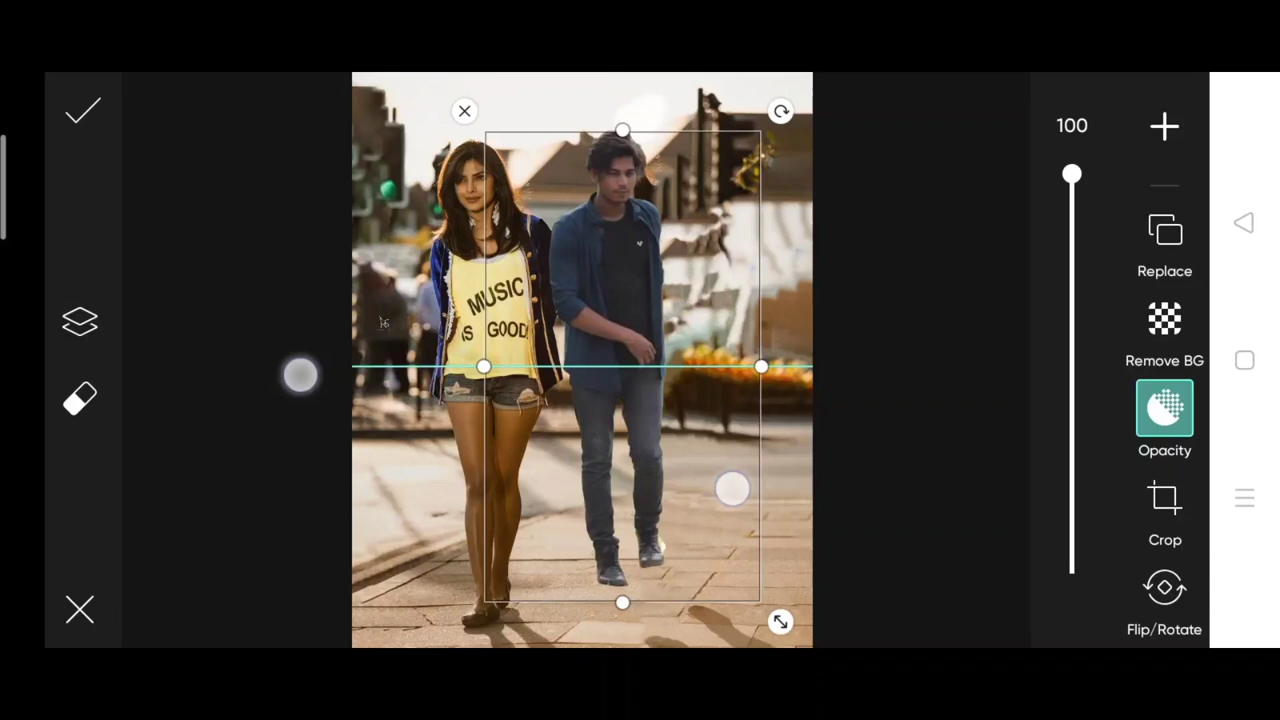 100
Replace
Remove BG
Opacity
Crop
Flip/Rotate
MUSIC
IS GOOD